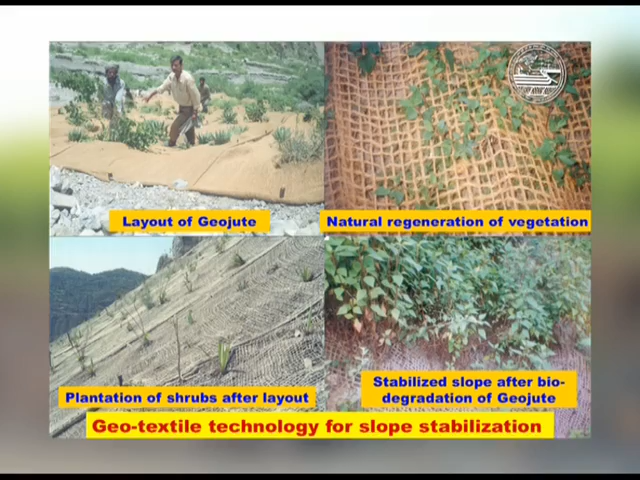 Layout of Geojute
Natural regeneration of vegetation
Plantation of shrubs after layout
Stabilized slope after bio-
degradation of Geojute
Geo-textile technology for slope stabilization